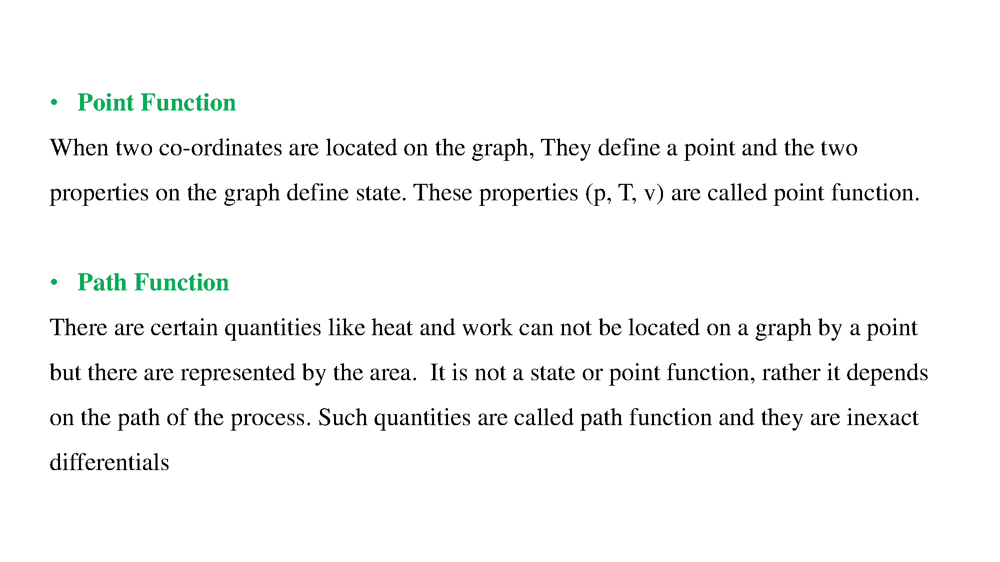 • Point Function
When two co-ordinates are located on the graph, They define a point and the two
properties on the graph define state. These properties (p, T, v) are called point function.
• Path Function
There are certain quantities like heat and work can not be located on a graph by a point
but there are represented by the area. It is not a state or point function, rather it depends
on the path of the process. Such quantities are called path function and they are inexact
differentials